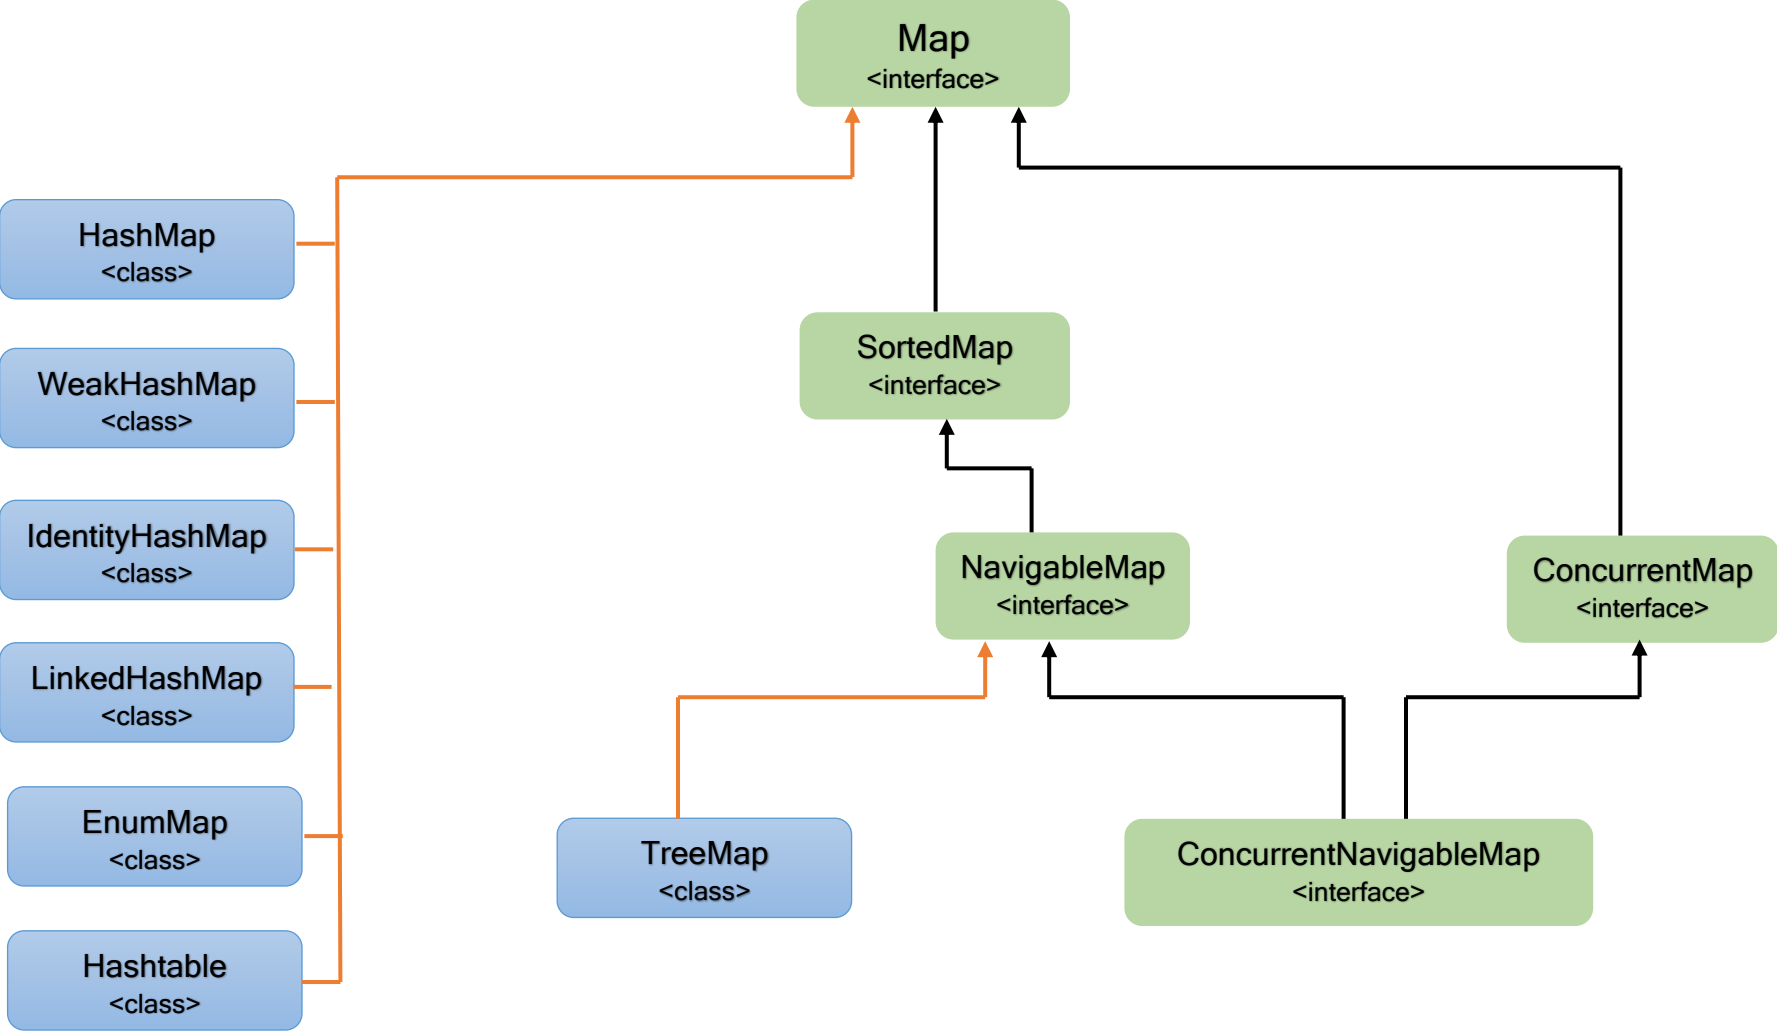 Map
<interface>
HashMap
<class>
WeakHashMap
<class>
IdentityHashMap
<class>
LinkedHashMap
<class>
EnumMap
<class>
Hashtable
<class>
SortedMap
<interface>
NavigableMap
<interface>
ConcurrentMap
<interface>
TreeMap
<class>
ConcurrentNavigableMap
<interface>